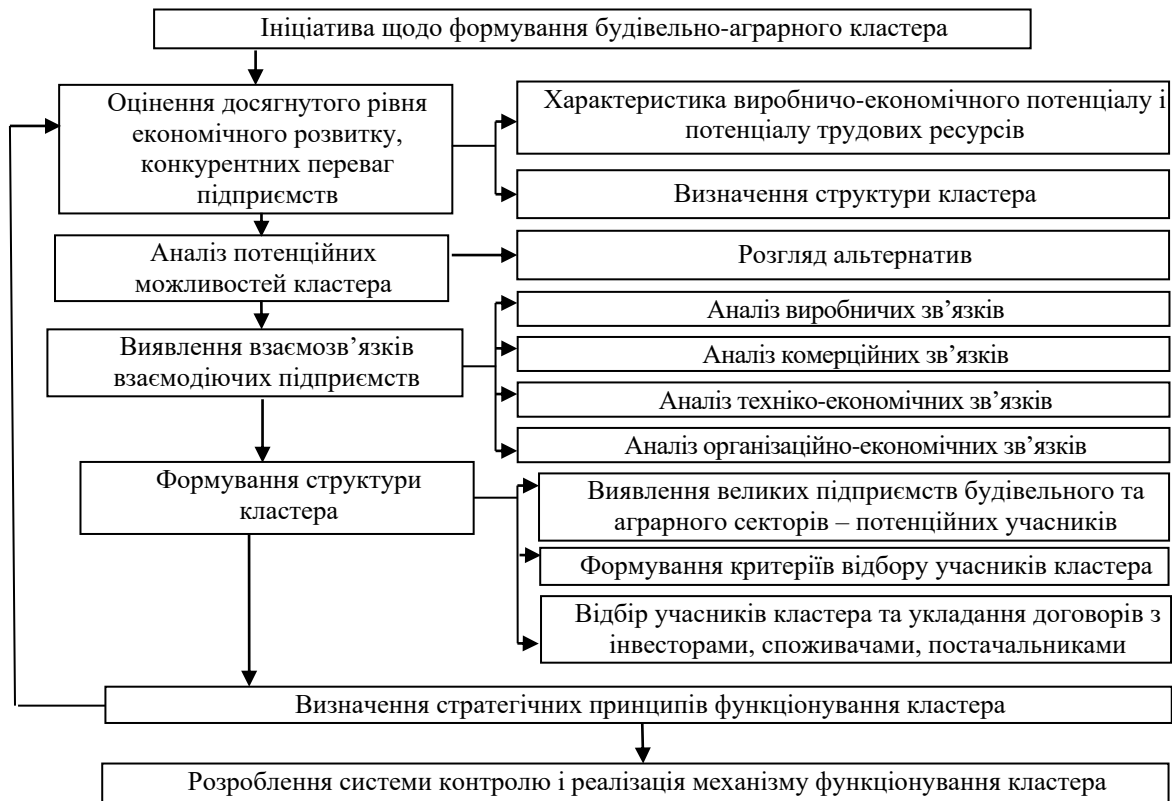 Ініціатива щодо формування будівельно-аграрного кластера
Оцінення досягнутого рівня
економічного розвитку,
конкурентних переваг
підприємств
Характеристика виробничо-економічного потенціалу і
потенціалу трудових ресурсів
Визначення структури кластера
Аналіз потенційних
можливостей кластера
Розгляд альтернатив
Виявлення взаємозв’язків
взаємодіючих підприємств
Аналіз виробничих зв’язків
Аналіз комерційних зв’язків
Аналіз техніко-економічних зв’язків
Аналіз організаційно-економічних зв’язків
Формування структури
кластера
Виявлення великих підприємств будівельного та
аграрного секторів – потенційних учасників
Формування критеріїв відбору учасників кластера
Відбір учасників кластера та укладання договорів з
інвесторами, споживачами, постачальниками
Визначення стратегічних принципів функціонування кластера
Розроблення системи контролю і реалізація механізму функціонування кластера